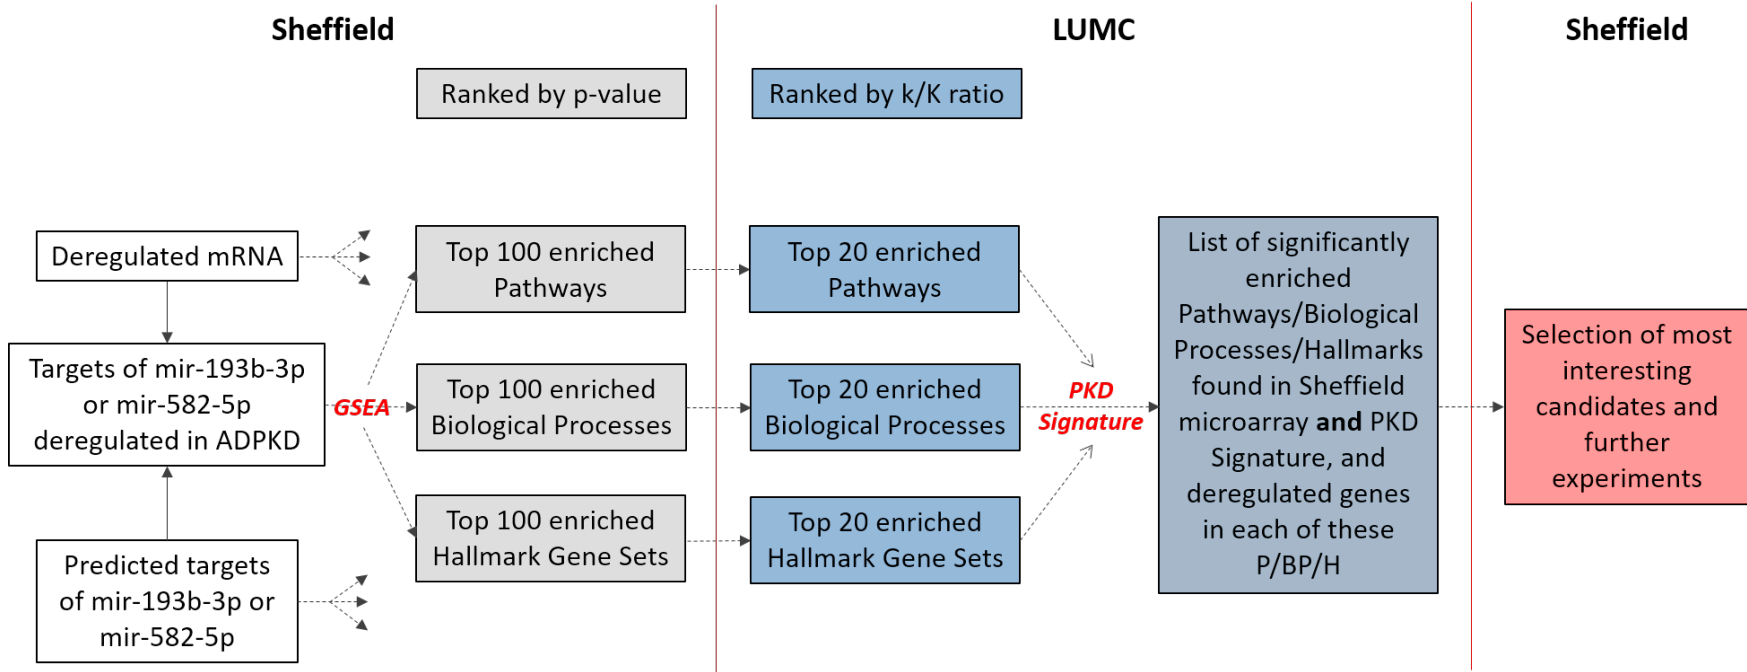 Sheffield
LUMC
Sheffield
Ranked by p-value
Ranked by k/K ratio
Deregulated mRNA
Targets of mir-193b-3p
or mir-582-5p
deregulated in ADPKD
Predicted targets
of mir-193b-3p or
mir-582-5p
GSEA
Top 100 enriched
Pathways
Top 100 enriched
Biological Processes
Top 100 enriched
Hallmark Gene Sets
Top 20 enriched
Pathways
Top 20 enriched
Biological Processes
Top 20 enriched
Hallmark Gene Sets
PKD
Signature
List of significantly
enriched
Pathways/Biological
Processes/Hallmarks
found in Sheffield
microarray and PKD
Signature, and
deregulated genes
in each of these
P/BP/H
Selection of most
interesting
candidates and
further
experiments